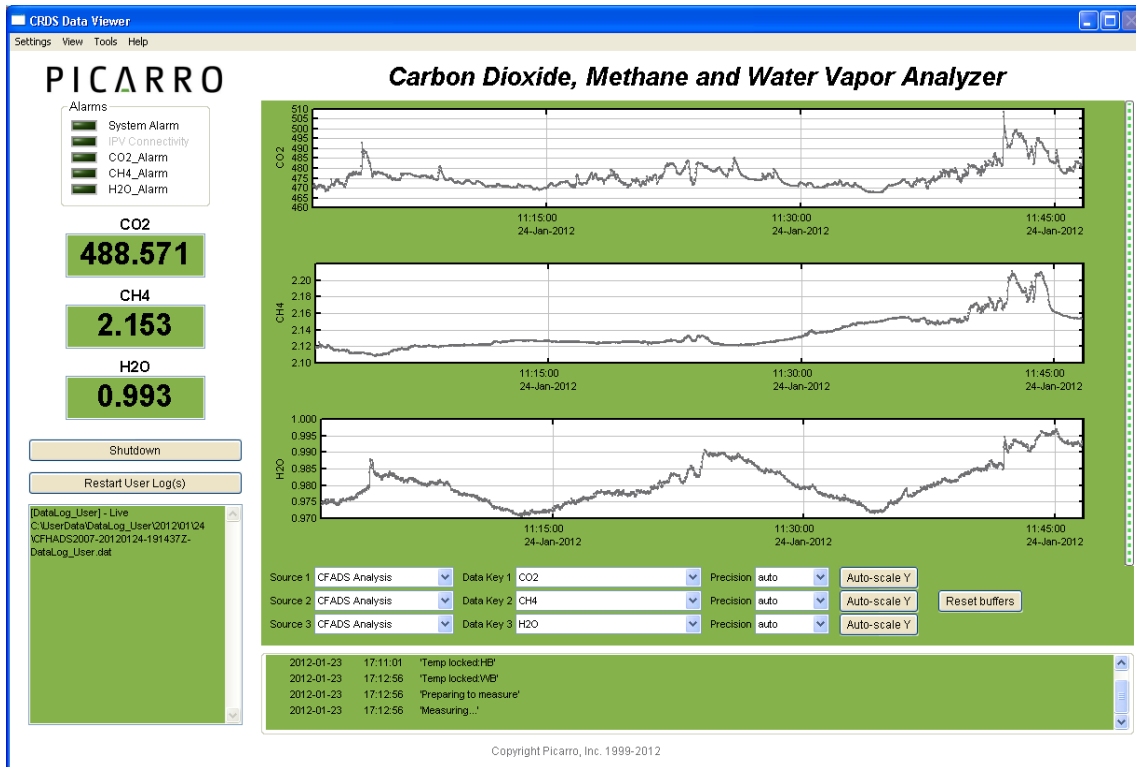 CRDS Data Viewer
Settings View Tools Help
PICARRO
Carbon Dioxide, Methane and Water Vapor Analyzer
Alarms
System Alarm
IPV Connectivity
CO2_Alarm
CH4_Alarm
H2O_Alarm
CO2
488.571
CH4
2.153
H2O
0.993
Shutdown
Restart User Log(s)
[DataLog_User] - Live
C:\UserData\DataLog_User\2012\01\24
\CFHADS2007-20120124-191437Z-
DataLog_User.dat
510
505
500
495
490
485
480
475
470
465
460
CO2
11:15:00 11:30:00 11:45:00
24-Jan-2012 24-Jan-2012 24-Jan-2012
2.20
2.18
2.16
2.14
2.12
2.10
CH4
11:15:00 11:30:00 11:45:00
24-Jan-2012 24-Jan-2012 24-Jan-2012
1.000
0.995
0.990
0.985
0.980
0.975
0.970
H2O
11:15:00 11:30:00 11:45:00
24-Jan-2012 24-Jan-2012 24-Jan-2012
Source 1 CFADS Analysis Data Key 1 CO2 Precision auto Auto-scale Y
Source 2 CFADS Analysis Data Key 2 CH4 Precision auto Auto-scale Y Reset buffers
Source 3 CFADS Analysis Data Key 3 H2O Precision auto Auto-scale Y
2012-01-23 17:11:01 'Temp locked:HB'
2012-01-23 17:12:56 'Temp locked:WB'
2012-01-23 17:12:56 'Preparing to measure'
2012-01-23 17:12:56 'Measuring...'
Copyright Picarro, Inc. 1999-2012